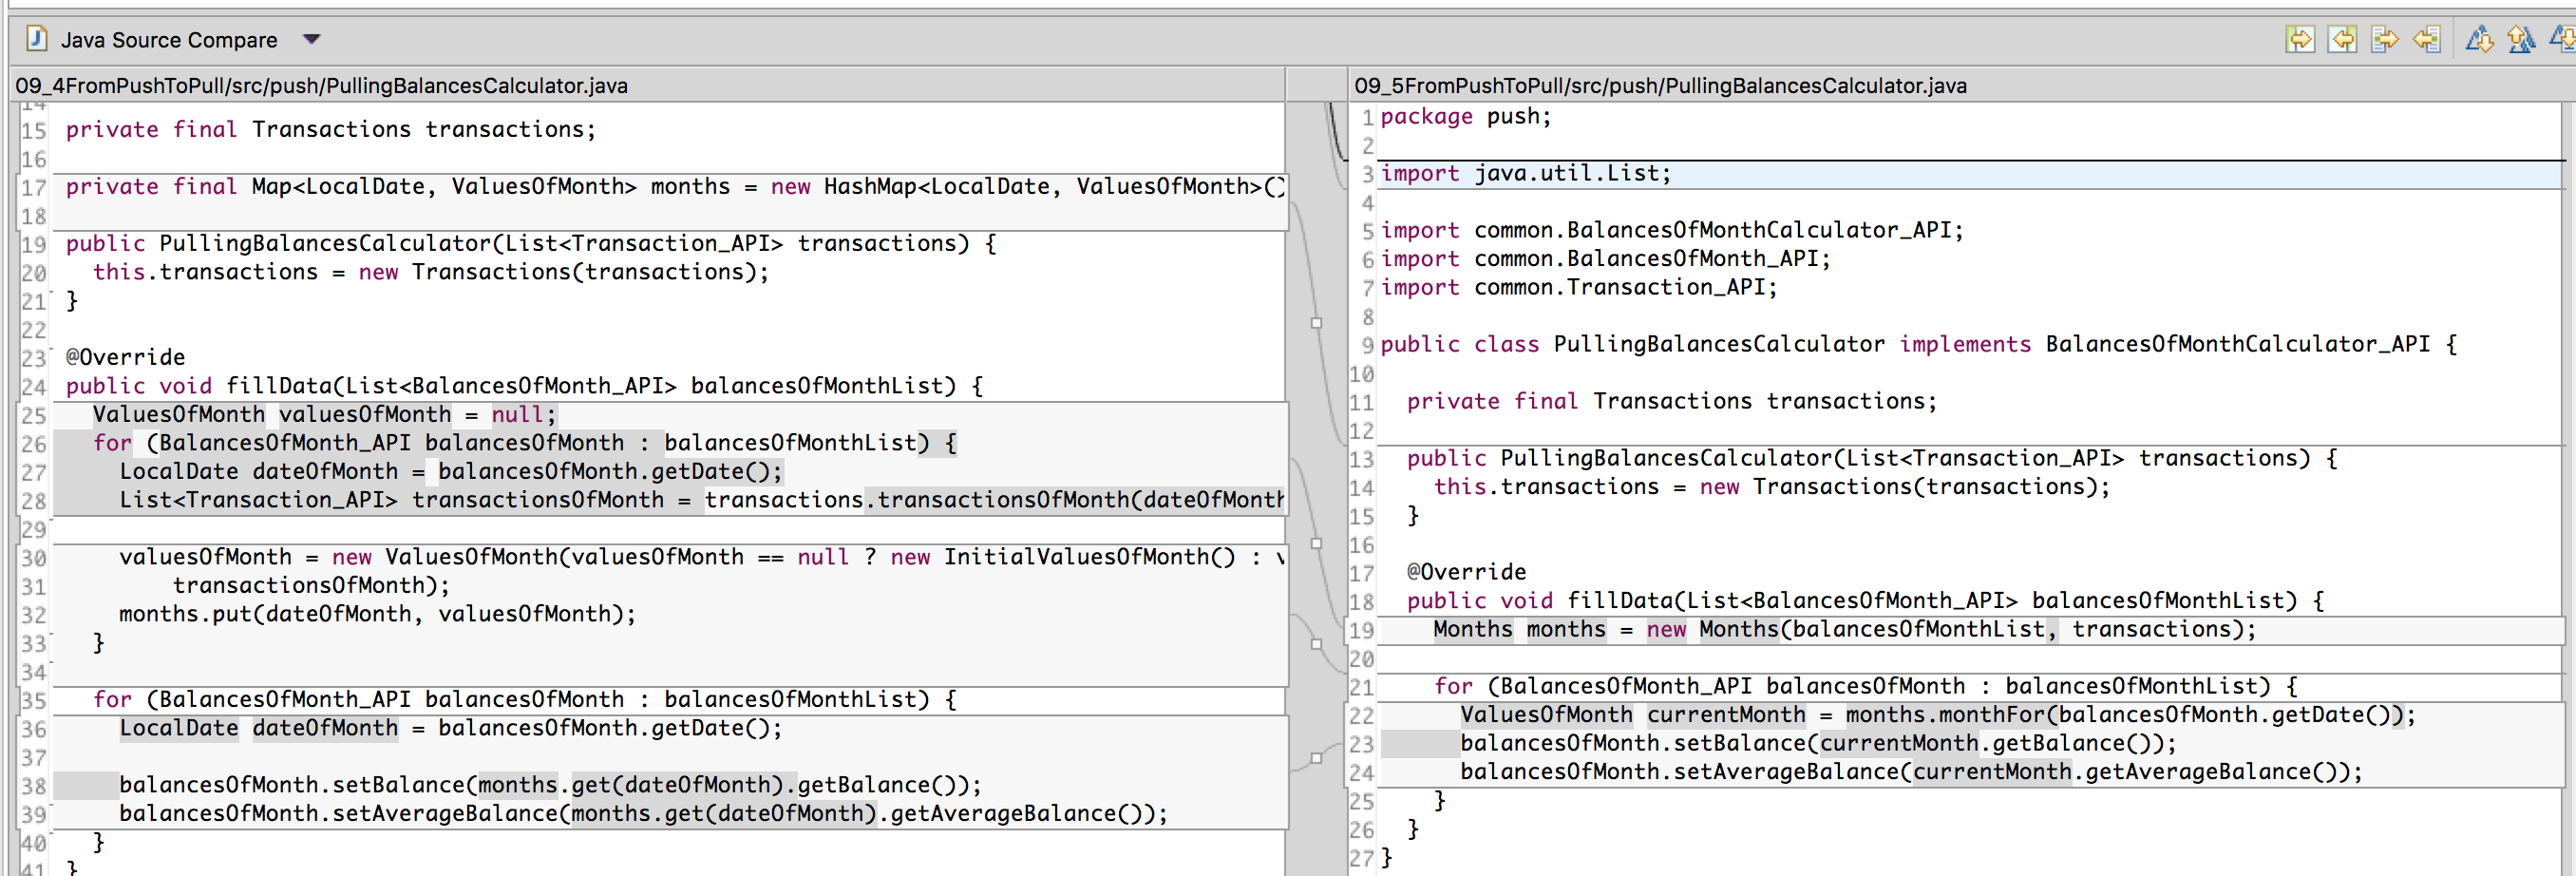 Java Source Compare
09_4FromPushToPull/src/push/PullingBalancesCalculator.java
14
15 private final Transactions transactions;
16
17 private final Map<LocalDate, ValuesOfMonth> months = new HashMap<LocalDate, ValuesOfMonth>()
18
19 public PullingBalancesCalculator(List<Transaction_API> transactions) {
20   this.transactions = new Transactions(transactions);
21 }
22
23 @Override
24 public void fillData(List<BalancesOfMonth_API> balancesOfMonthList) {
25   ValuesOfMonth valuesOfMonth = null;
26   for (BalancesOfMonth_API balancesOfMonth : balancesOfMonthList) {
27     LocalDate dateOfMonth = balancesOfMonth.getDate();
28     List<Transaction_API> transactionsOfMonth = transactions.transactionsOfMonth(dateOfMonth
29
30     valuesOfMonth = new ValuesOfMonth(valuesOfMonth == null ? new InitialValuesOfMonth() : v
31         transactionsOfMonth);
32     months.put(dateOfMonth, valuesOfMonth);
33   }
34
35   for (BalancesOfMonth_API balancesOfMonth : balancesOfMonthList) {
36     LocalDate dateOfMonth = balancesOfMonth.getDate();
37
38     balancesOfMonth.setBalance(months.get(dateOfMonth).getBalance());
39     balancesOfMonth.setAverageBalance(months.get(dateOfMonth).getAverageBalance());
40   }
41 }
09_5FromPushToPull/src/push/PullingBalancesCalculator.java
1 package push;
2
3 import java.util.List;
4
5 import common.BalancesOfMonthCalculator_API;
6 import common.BalancesOfMonth_API;
7 import common.Transaction_API;
8
9 public class PullingBalancesCalculator implements BalancesOfMonthCalculator_API {
10
11   private final Transactions transactions;
12
13   public PullingBalancesCalculator(List<Transaction_API> transactions) {
14     this.transactions = new Transactions(transactions);
15   }
16
17   @Override
18   public void fillData(List<BalancesOfMonth_API> balancesOfMonthList) {
19     Months months = new Months(balancesOfMonthList, transactions);
20
21     for (BalancesOfMonth_API balancesOfMonth : balancesOfMonthList) {
22       ValuesOfMonth currentMonth = months.monthFor(balancesOfMonth.getDate());
23       balancesOfMonth.setBalance(currentMonth.getBalance());
24       balancesOfMonth.setAverageBalance(currentMonth.getAverageBalance());
25     }
26   }
27 }